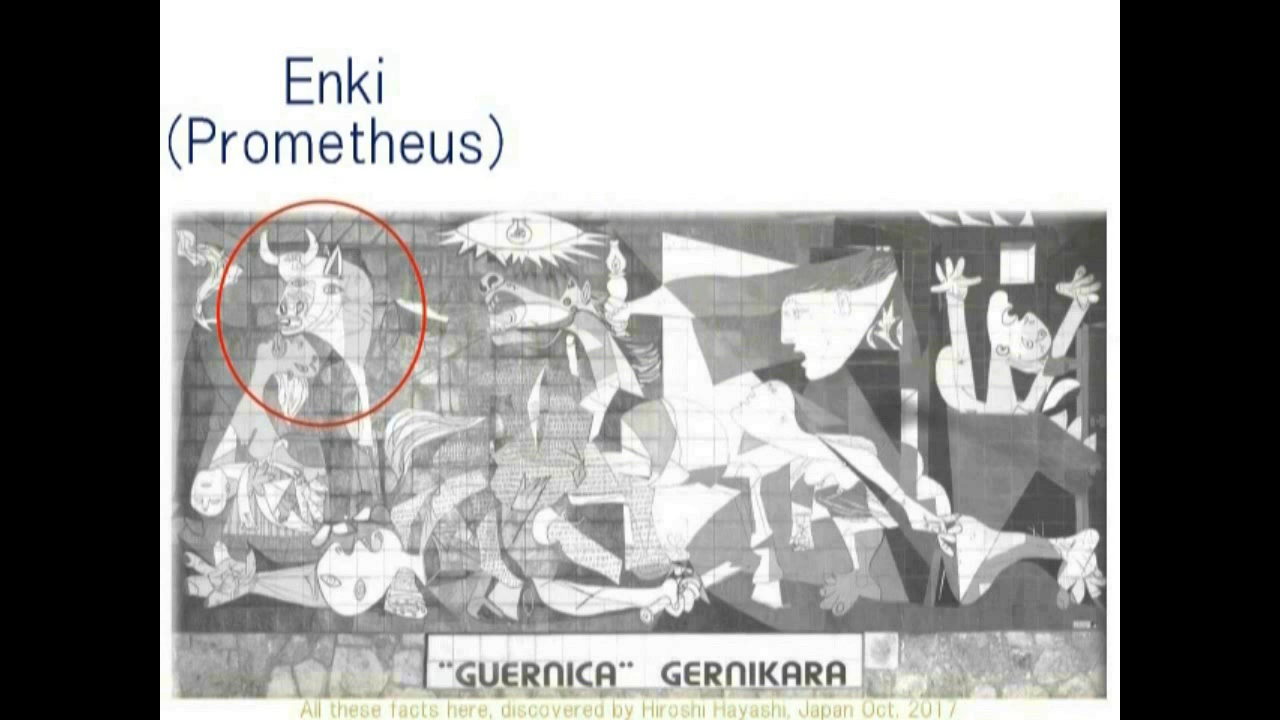 Enki
(Prometheus)
"GUERNICA" GERNIKARA
All these facts here, discovered by Hiroshi Hayashi, Japan Oct. 2017